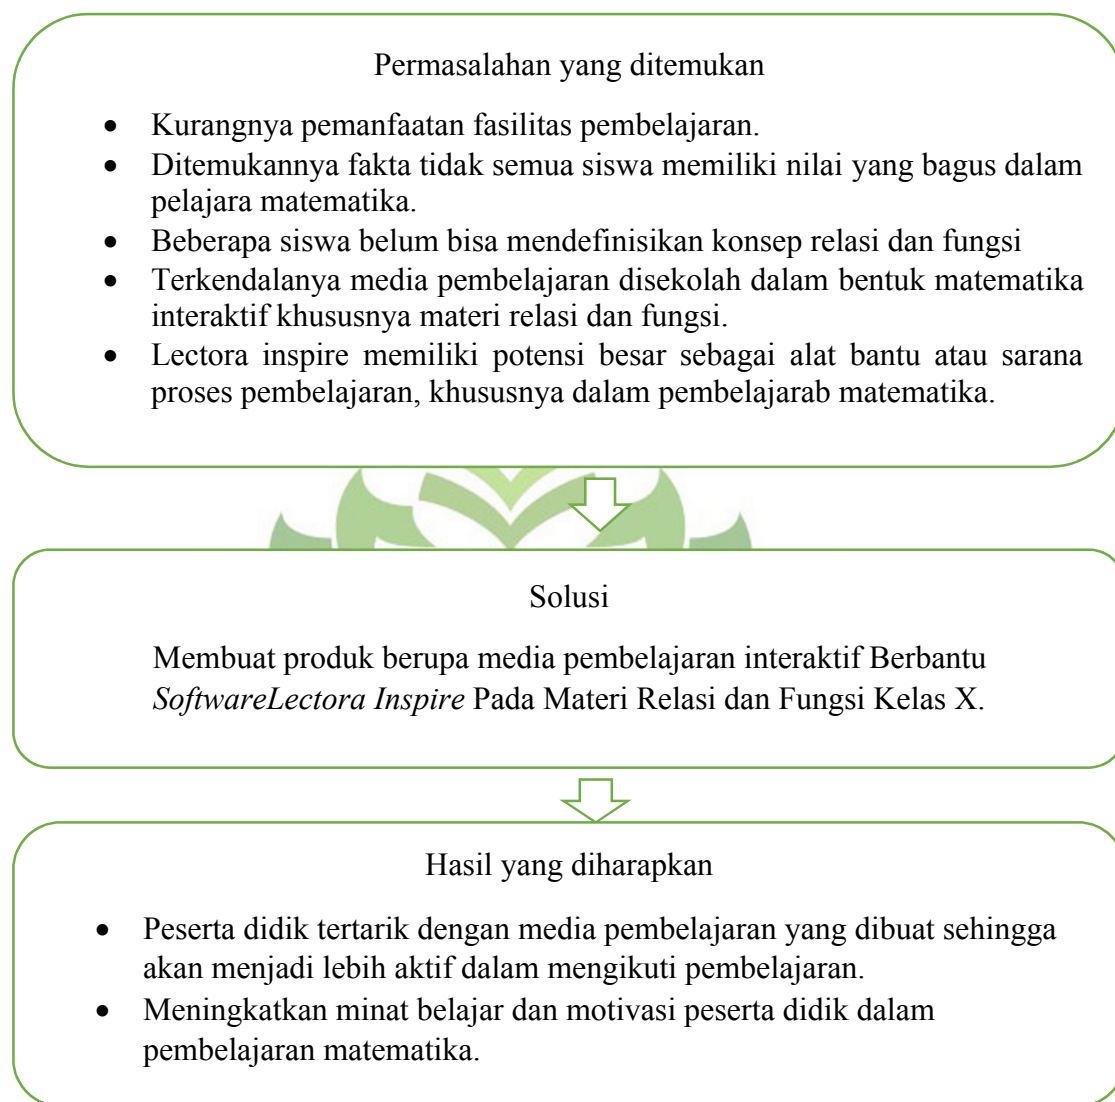 Permasalahan yang ditemukan
• Kurangnya pemanfaatan fasilitas pembelajaran.
• Ditemukannya fakta tidak semua siswa memiliki nilai yang bagus dalam
pelajara matematika.
• Beberapa siswa belum bisa mendefinisikan konsep relasi dan fungsi
• Terkendalanya media pembelajaran disekolah dalam bentuk matematika
interaktif khususnya materi relasi dan fungsi.
• Lectora inspire memiliki potensi besar sebagai alat bantu atau sarana
proses pembelajaran, khususnya dalam pembelajarab matematika.
Solusi
Membuat produk berupa media pembelajaran interaktif Berbantu
SoftwareLectora Inspire Pada Materi Relasi dan Fungsi Kelas X.
Hasil yang diharapkan
• Peserta didik tertarik dengan media pembelajaran yang dibuat sehingga
akan menjadi lebih aktif dalam mengikuti pembelajaran.
• Meningkatkan minat belajar dan motivasi peserta didik dalam
pembelajaran matematika.